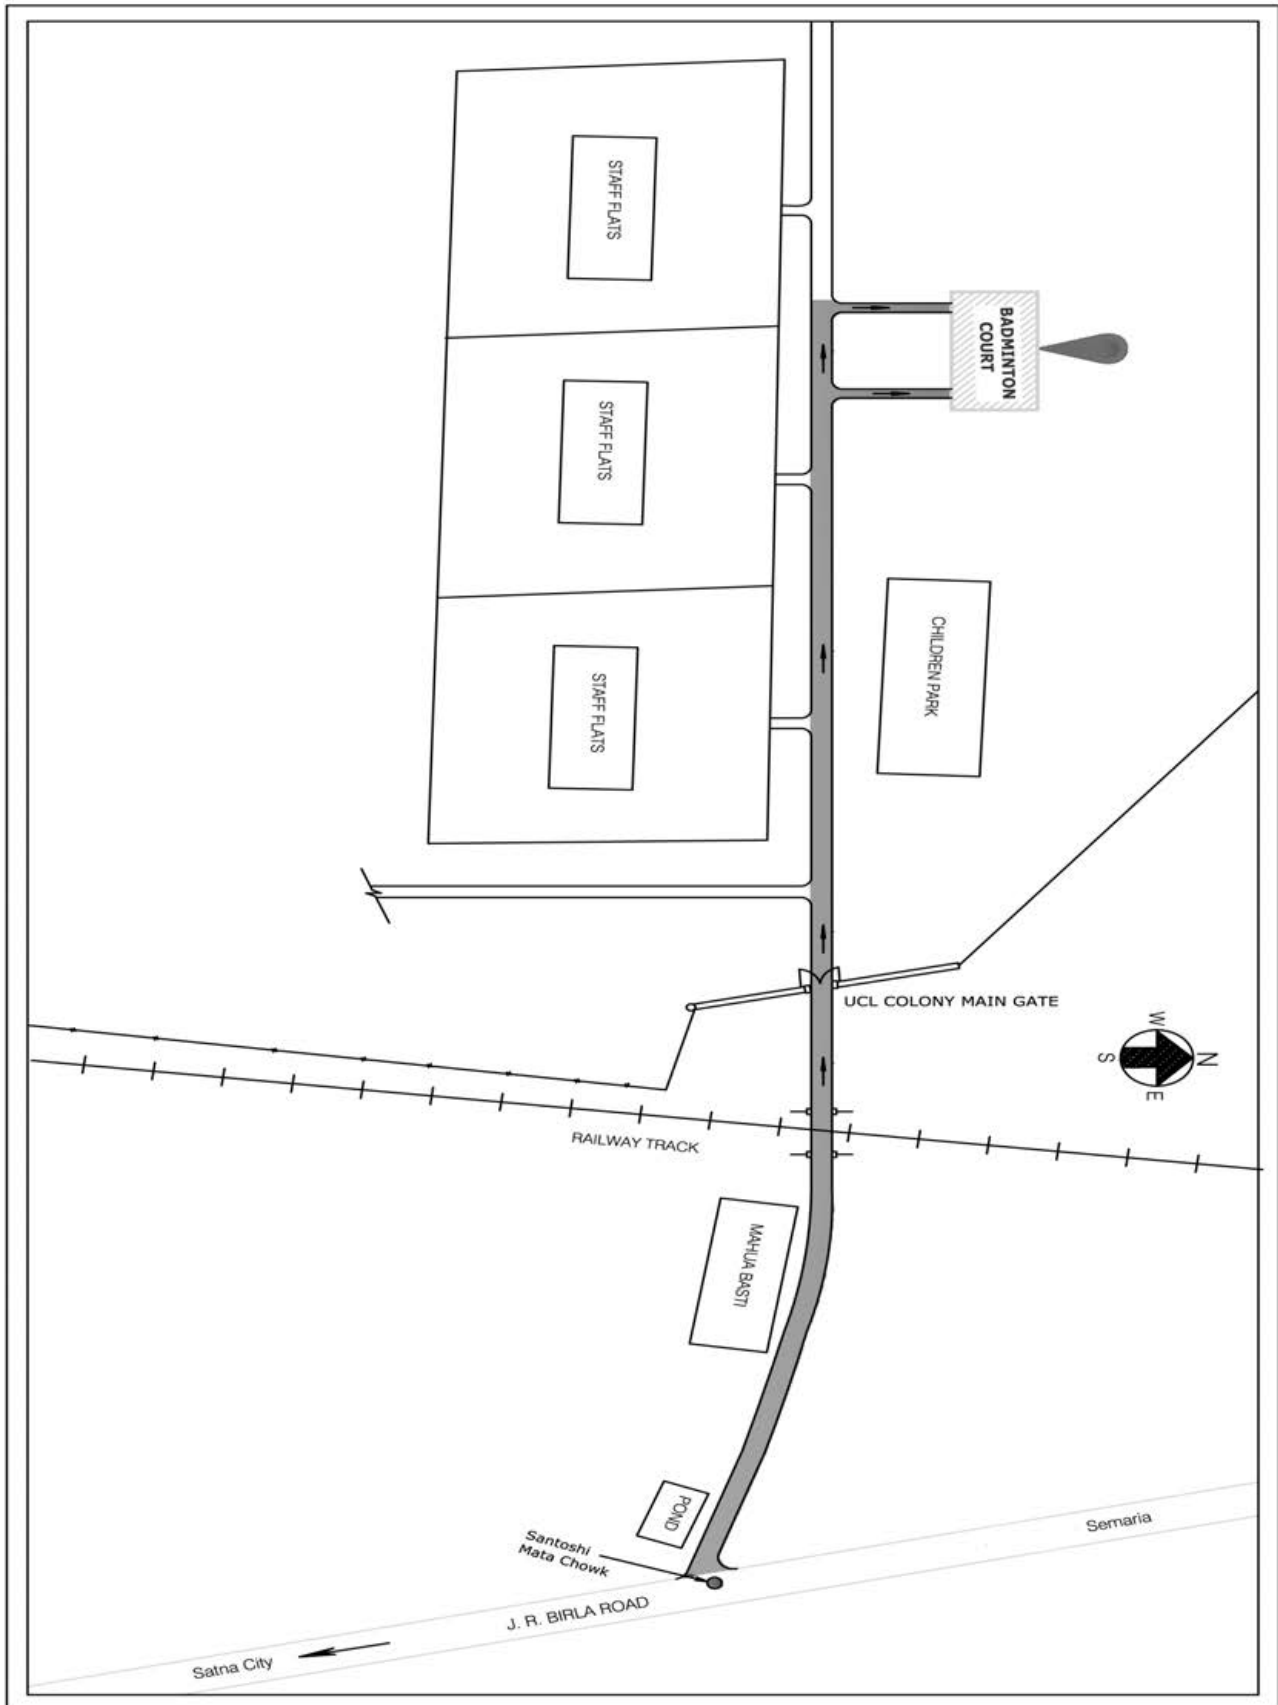 STAFF FLATS
BADMINTON
COURT
STAFF FLATS
CHILDREN PARK
STAFF FLATS
UCL COLONY MAIN GATE
W
N
S
E
RAILWAY TRACK
MAHUA BASTI
POND
Semaria
Santoshi
Mata Chowk
J. R. BIRLA ROAD
Satna City